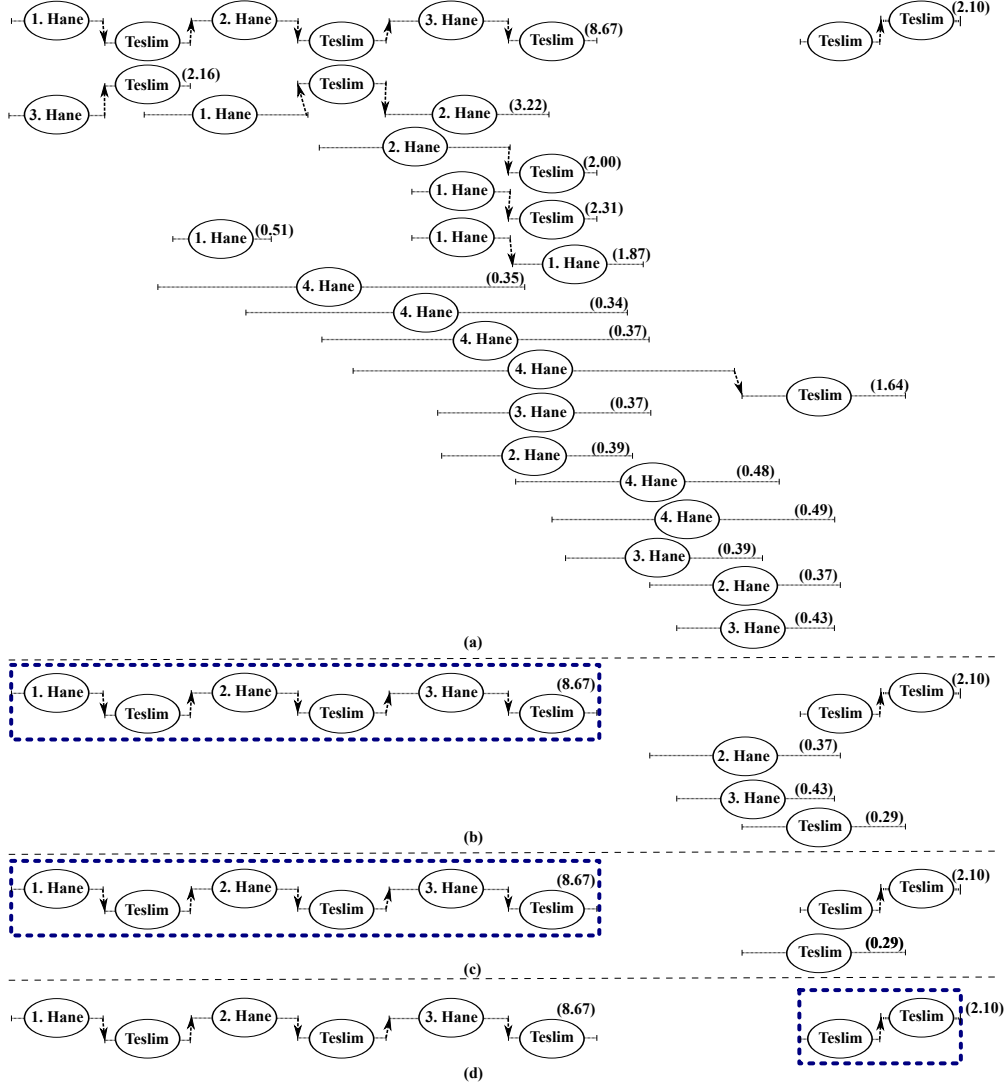 1. Hane Teslim 2. Hane Teslim 3. Hane Teslim (8.67) Teslim Teslim (2.10)
3. Hane Teslim (2.16) 1. Hane Teslim 2. Hane (3.22)
2. Hane Teslim (2.00)
1. Hane Teslim (2.31)
1. Hane (0.51) 1. Hane 1. Hane (1.87)
4. Hane (0.35)
4. Hane (0.34)
4. Hane (0.37)
4. Hane Teslim (1.64)
3. Hane (0.37)
2. Hane (0.39)
4. Hane (0.48)
4. Hane (0.49)
3. Hane (0.39)
2. Hane (0.37)
3. Hane (0.43)
(a)
1. Hane Teslim 2. Hane Teslim 3. Hane Teslim (8.67) Teslim Teslim (2.10)
2. Hane (0.37)
3. Hane (0.43)
Teslim (0.29)
(b)
1. Hane Teslim 2. Hane Teslim 3. Hane Teslim (8.67) Teslim Teslim (2.10)
Teslim (0.29)
(c)
1. Hane Teslim 2. Hane Teslim 3. Hane Teslim (8.67) Teslim Teslim (2.10)
(d)